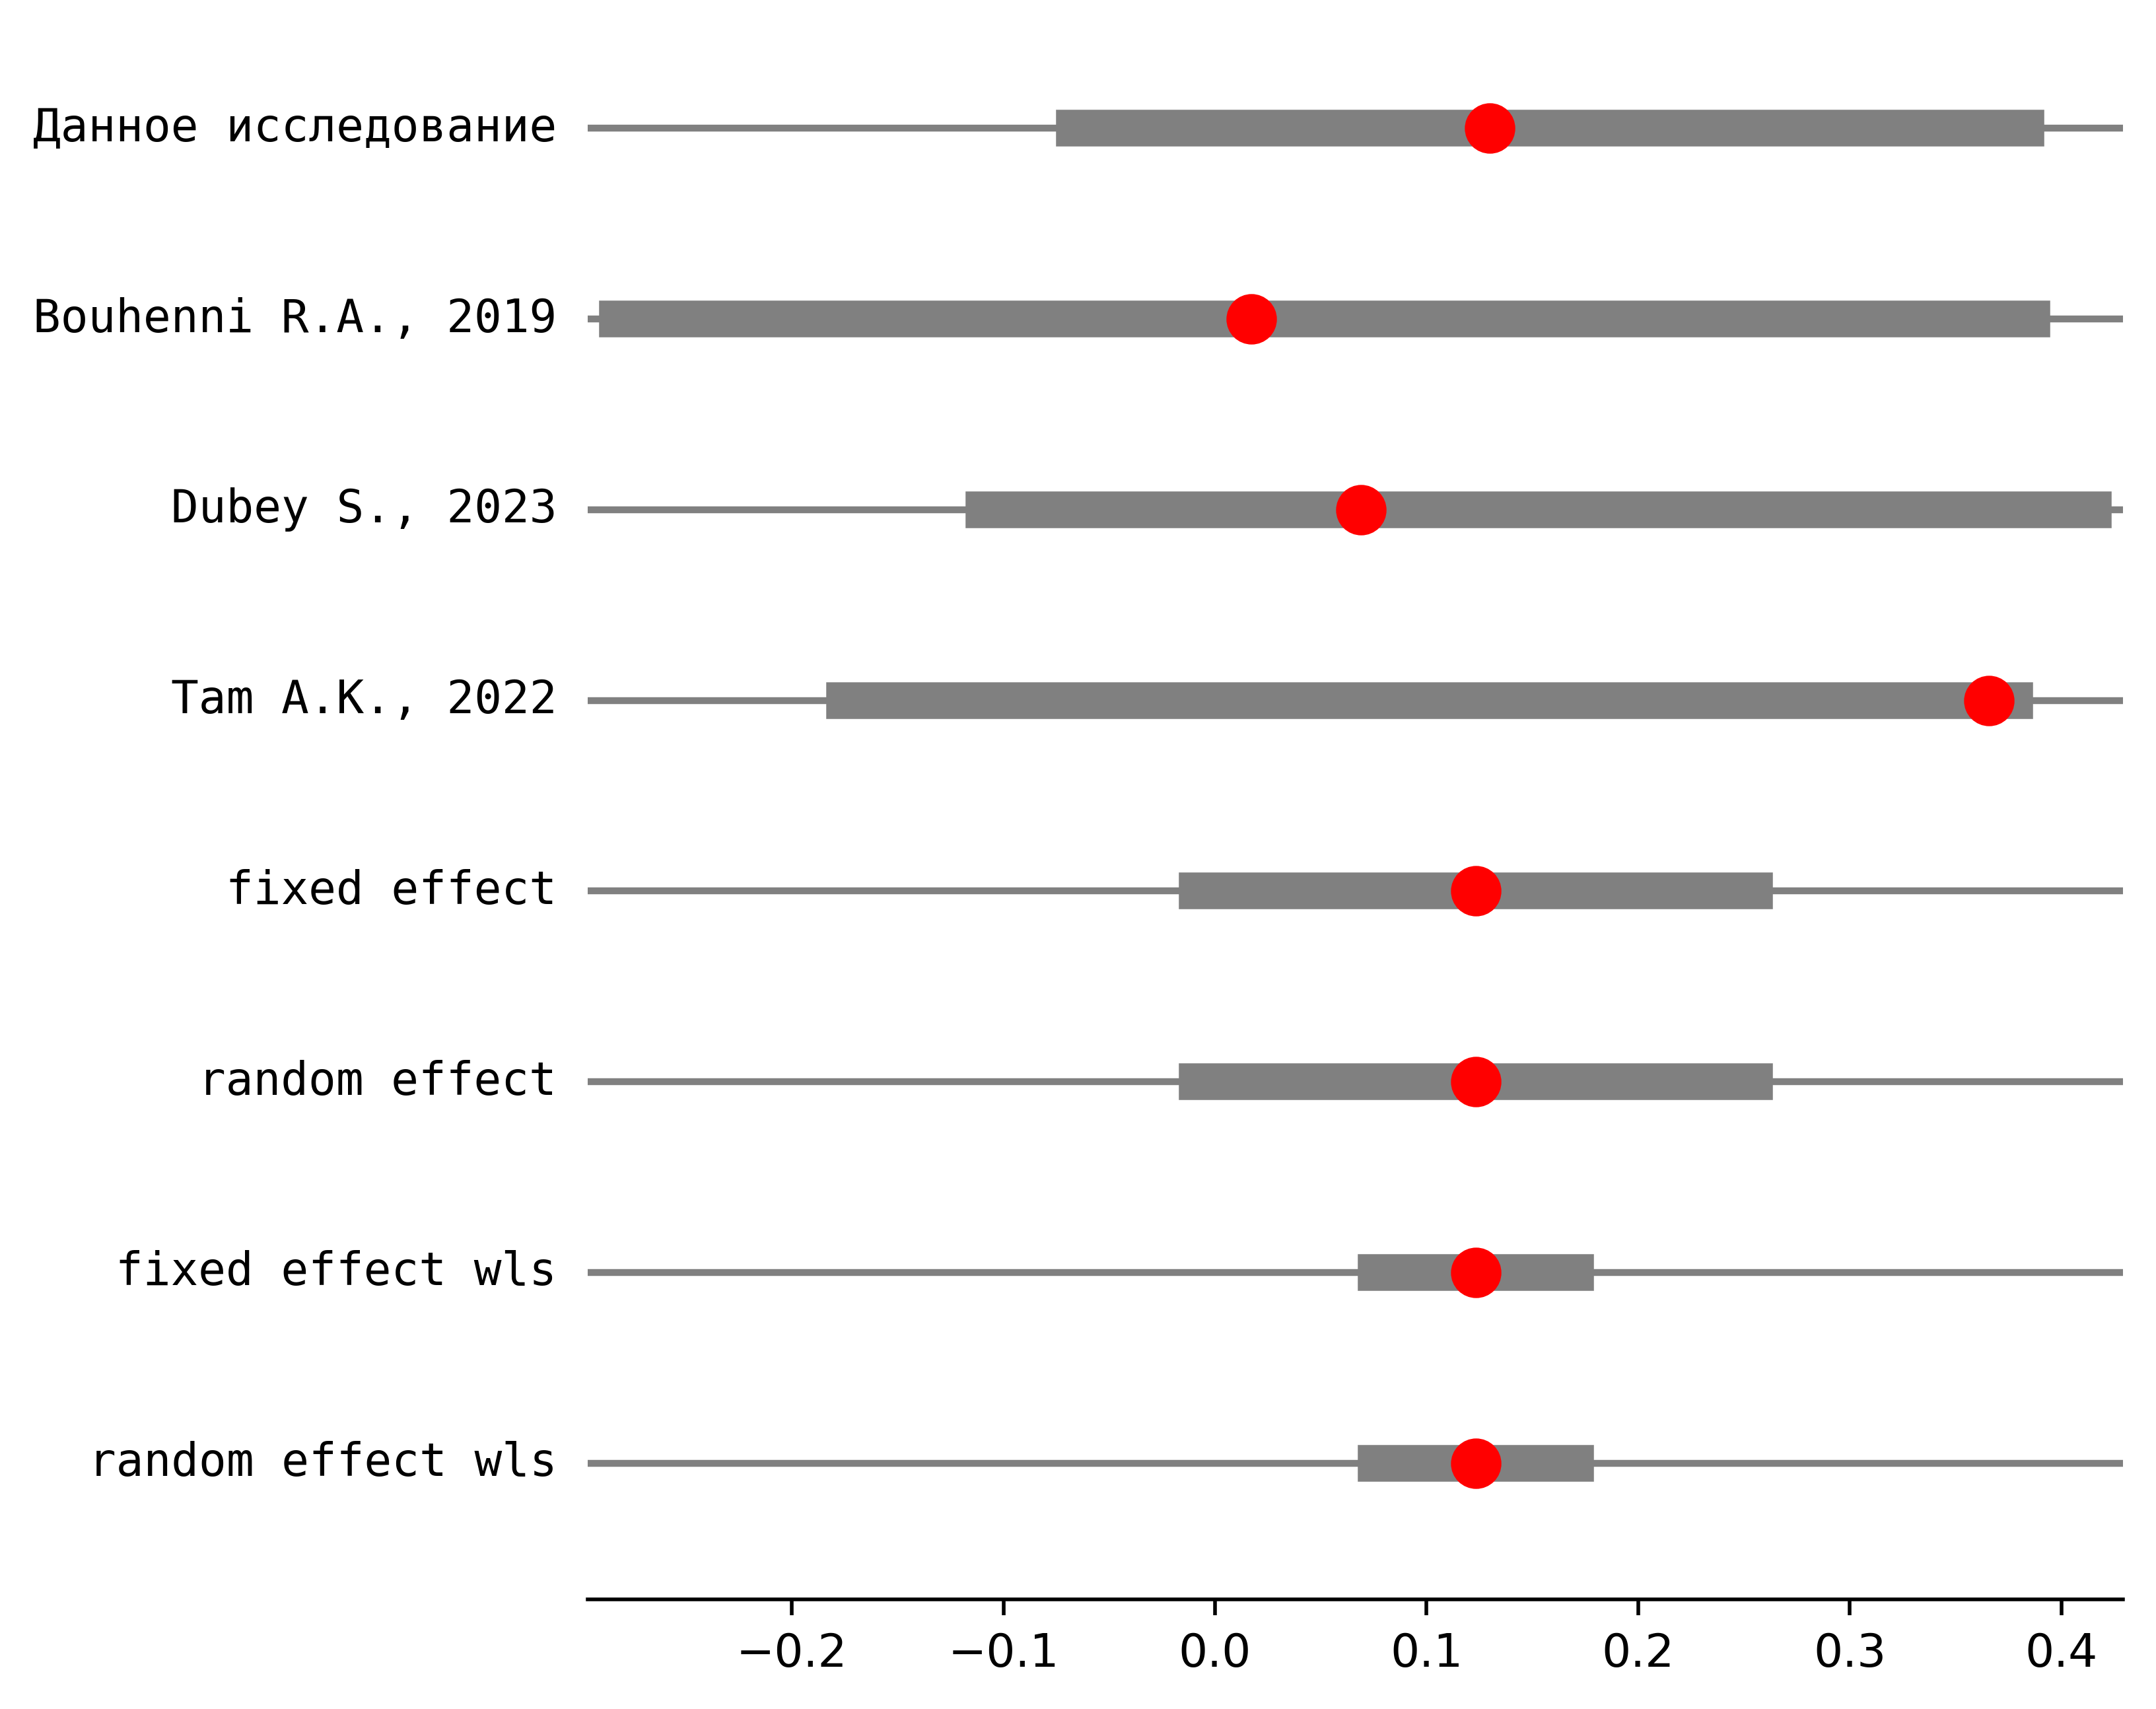 Данное исследование
Bouhenni R.A., 2019
Dubey S., 2023
Tam A.K., 2022
fixed effect
random effect
fixed effect wls
random effect wls
−0.2 −0.1 0.0 0.1 0.2 0.3 0.4